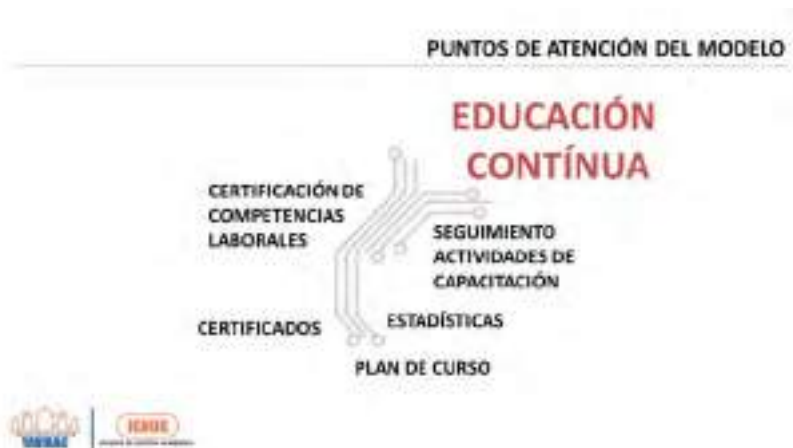 PUNTOS DE ATENCIÓN DEL MODELO
EDUCACIÓN
CONTÍNUA
CERTIFICACIÓN DE
COMPETENCIAS
LABORALES
SEGUIMIENTO
ACTIVIDADES DE
CAPACITACIÓN
CERTIFICADOS
ESTADÍSTICAS
PLAN DE CURSO